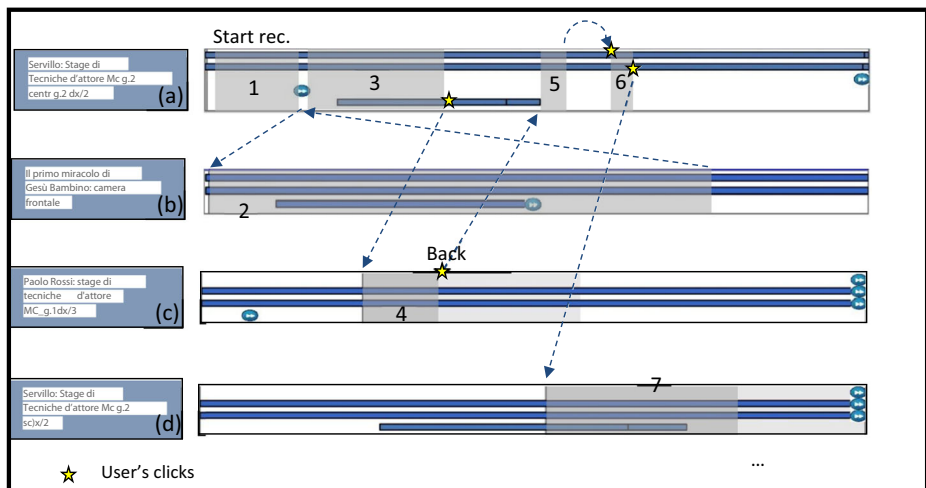 Start rec.
Servillo: Stage di
Tecniche d'attore Mc g.2
centr g.2 dx/2
(a)
1
3
5
6
Il primo miracolo di
Gesù Bambino: camera
frontale
(b)
2
Back
Paolo Rossi: stage di
tecniche d'attore
MC_g.1dx/3
(c)
4
Servillo: Stage di
Tecniche d'attore Mc g.2
sc)x/2
(d)
7
...
User's clicks